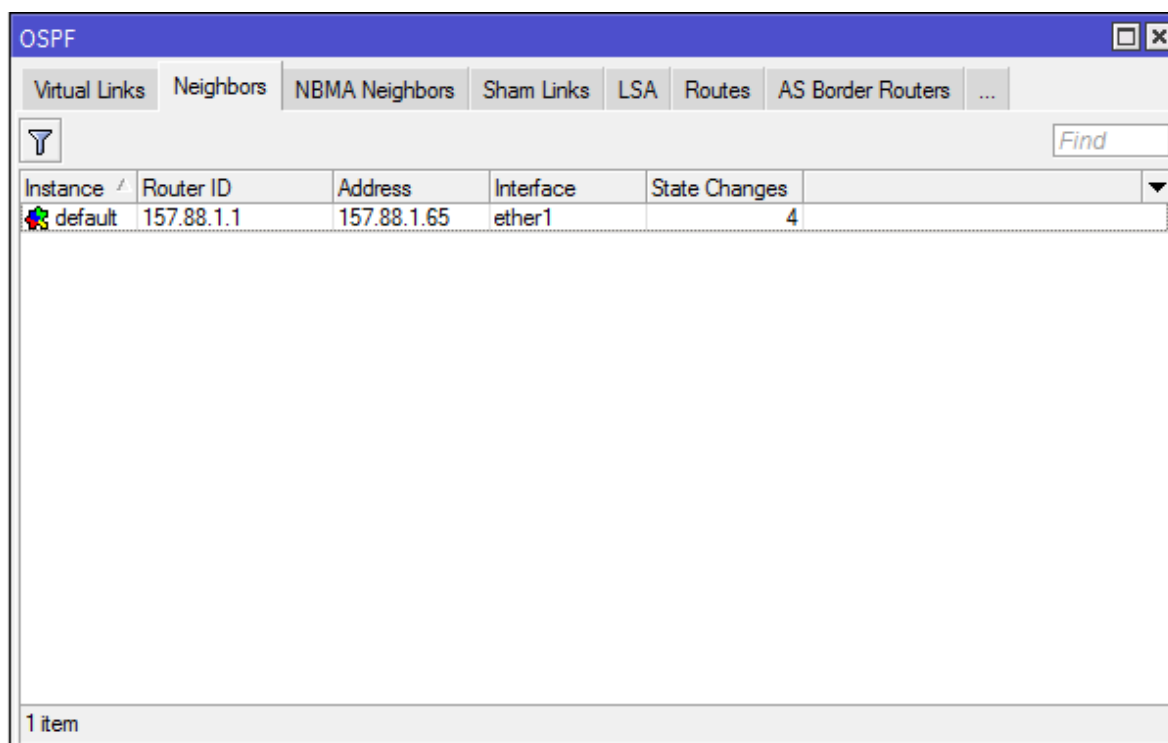 OSPF
Virtual Links Neighbors NBMA Neighbors Sham Links LSA Routes AS Border Routers ...
Find
Instance Router ID Address Interface State Changes
default 157.88.1.1 157.88.1.65 ether1 4
1 item